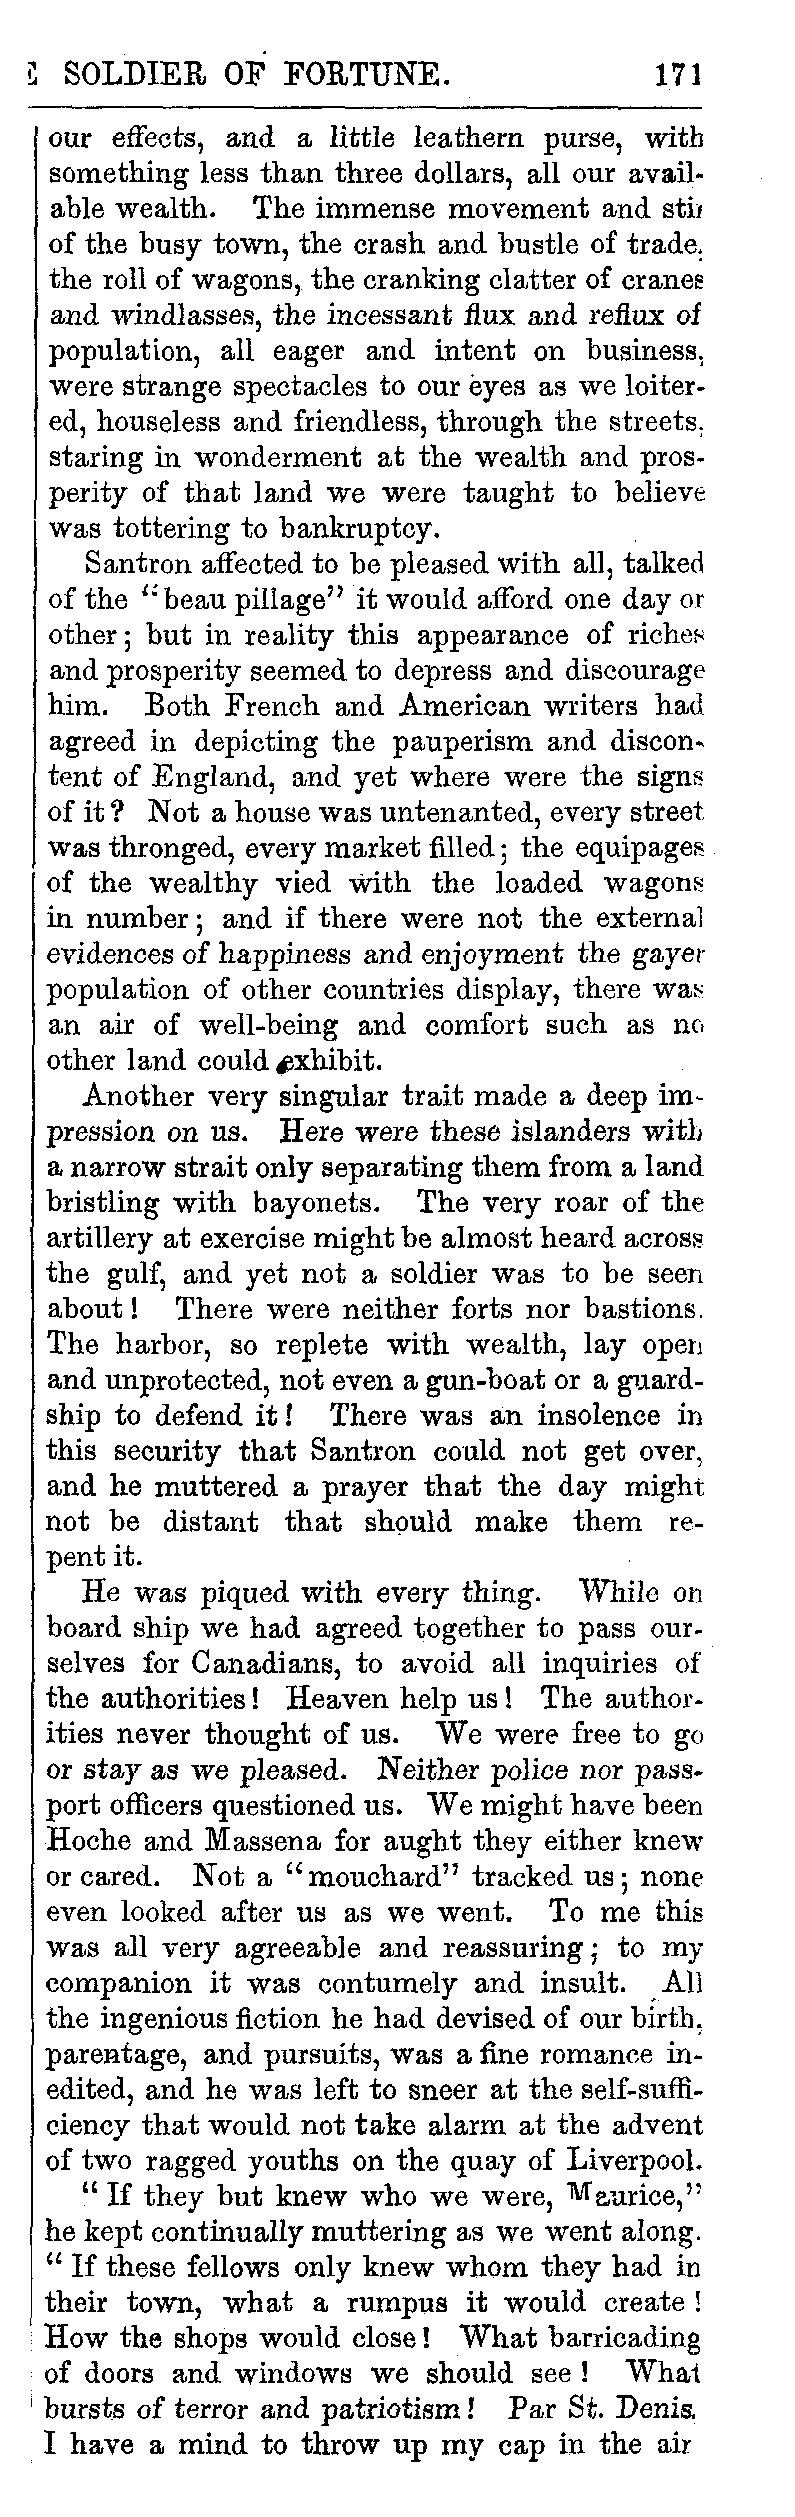 SOLDIER OF FORTUNE. 171
our effects, and a little leathern purse, with
something less than three dollars, all our avail-
able wealth. The immense movement and stir
of the busy town, the crash and bustle of trade,
the roll of wagons, the cranking clatter of cranes
and windlasses, the incessant flux and reflux of
population, all eager and intent on business,
were strange spectacles to our eyes as we loiter-
ed, houseless and friendless, through the streets,
staring in wonderment at the wealth and pros-
perity of that land we were taught to believe
was tottering to bankruptcy.
Santron affected to be pleased with all, talked
of the "beau pillage" it would afford one day or
other; but in reality this appearance of riches
and prosperity seemed to depress and discourage
him. Both French and American writers had
agreed in depicting the pauperism and discon-
tent of England, and yet where were the signs
of it? Not a house was untenanted, every street
was thronged, every market filled; the equipages
of the wealthy vied with the loaded wagons
in number; and if there were not the external
evidences of happiness and enjoyment the gayer
population of other countries display, there was
an air of well-being and comfort such as no
other land could exhibit.
Another very singular trait made a deep im-
pression on us. Here were these islanders with
a narrow strait only separating them from a land
bristling with bayonets. The very roar of the
artillery at exercise might be almost heard across
the gulf, and yet not a soldier was to be seen
about! There were neither forts nor bastions.
The harbor, so replete with wealth, lay open
and unprotected, not even a gun-boat or a guard-
ship to defend it! There was an insolence in
this security that Santron could not get over,
and he muttered a prayer that the day might
not be distant that should make them re-
pent it.
He was piqued with every thing. While on
board ship we had agreed together to pass our-
selves for Canadians, to avoid all inquiries of
the authorities! Heaven help us! The author-
ities never thought of us. We were free to go
or stay as we pleased. Neither police nor pass-
port officers questioned us. We might have been
Hoche and Massena for aught they either knew
or cared. Not a "mouchard" tracked us; none
even looked after us as we went. To me this
was all very agreeable and reassuring; to my
companion it was contumely and insult. All
the ingenious fiction he had devised of our birth,
parentage, and pursuits, was a fine romance in-
edited, and he was left to sneer at the self-suffi-
ciency that would not take alarm at the advent
of two ragged youths on the quay of Liverpool.
"If they but knew who we were, Maurice,"
he kept continually muttering as we went along.
"If these fellows only knew whom they had in
their town, what a rumpus it would create!
How the shops would close! What barricading
of doors and windows we should see! What
bursts of terror and patriotism! Par St. Denis,
I have a mind to throw up my cap in the air